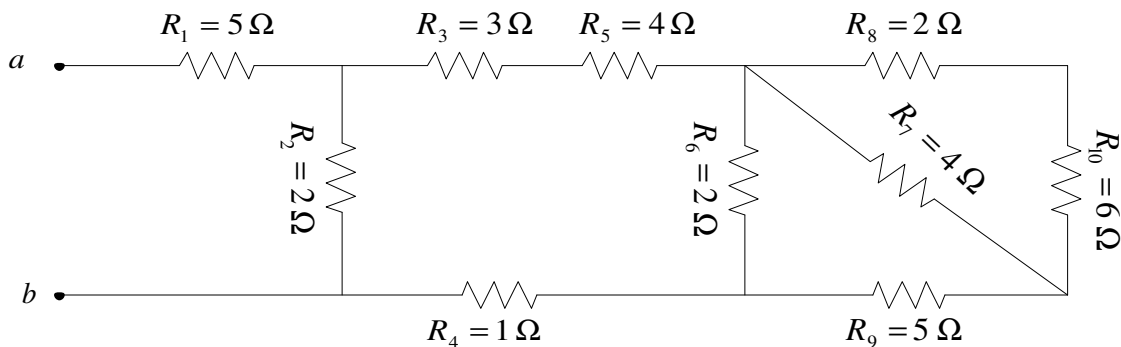 R₁ = 5 Ω
R₃ = 3 Ω
R₅ = 4 Ω
R₈ = 2 Ω
a
R₂ = 2 Ω
R₆ = 2 Ω
R₇ = 4 Ω
R₁₀ = 6 Ω
b
R₄ = 1 Ω
R₉ = 5 Ω